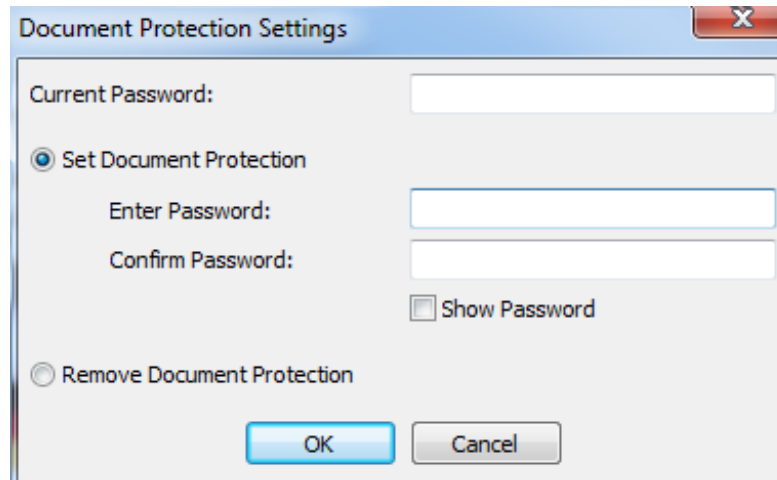 Document Protection Settings
Current Password:
Set Document Protection
Enter Password:
Confirm Password:
Show Password
Remove Document Protection
OK Cancel